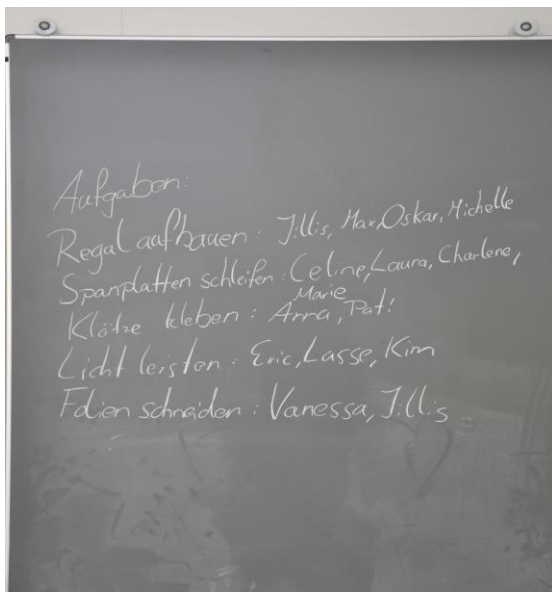 Aufgaben:
Regal aufbauen: Jillis, Max, Oskar, Michelle
Spanplatten schleifen: Celine, Laura, Charlene,
Marie
Klötze kleben: Anna, Pat!
Licht leisten: Eric, Lasse, Kim
Folien schneiden: Vanessa, Jillis